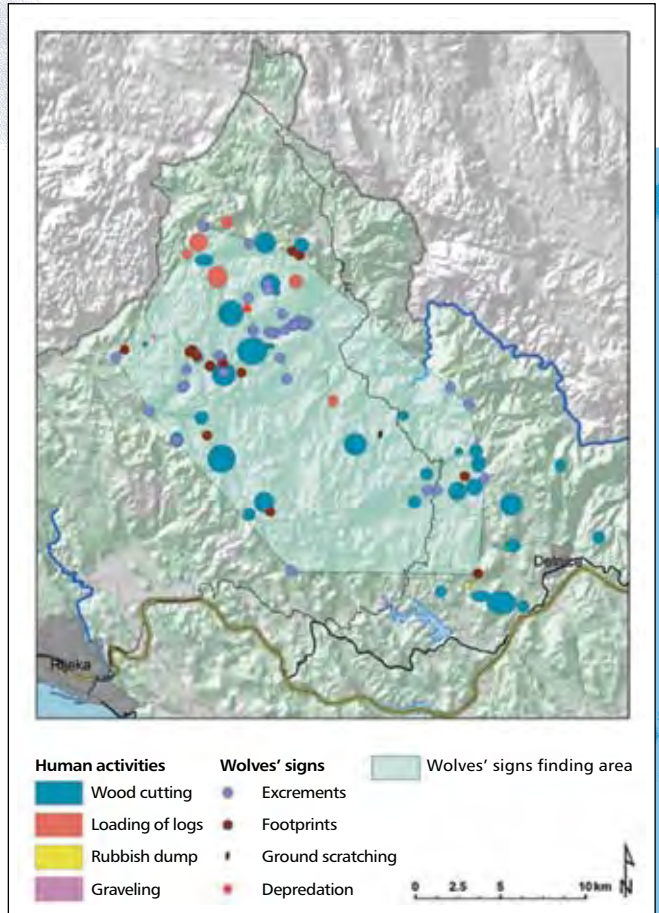 Delnice
Rijeka
Human activities
Wolves' signs
Wolves' signs finding area
Wood cutting
Excrements
Loading of logs
Footprints
Rubbish dump
Ground scratching
Graveling
Depredation
0 2.5 5 10 km